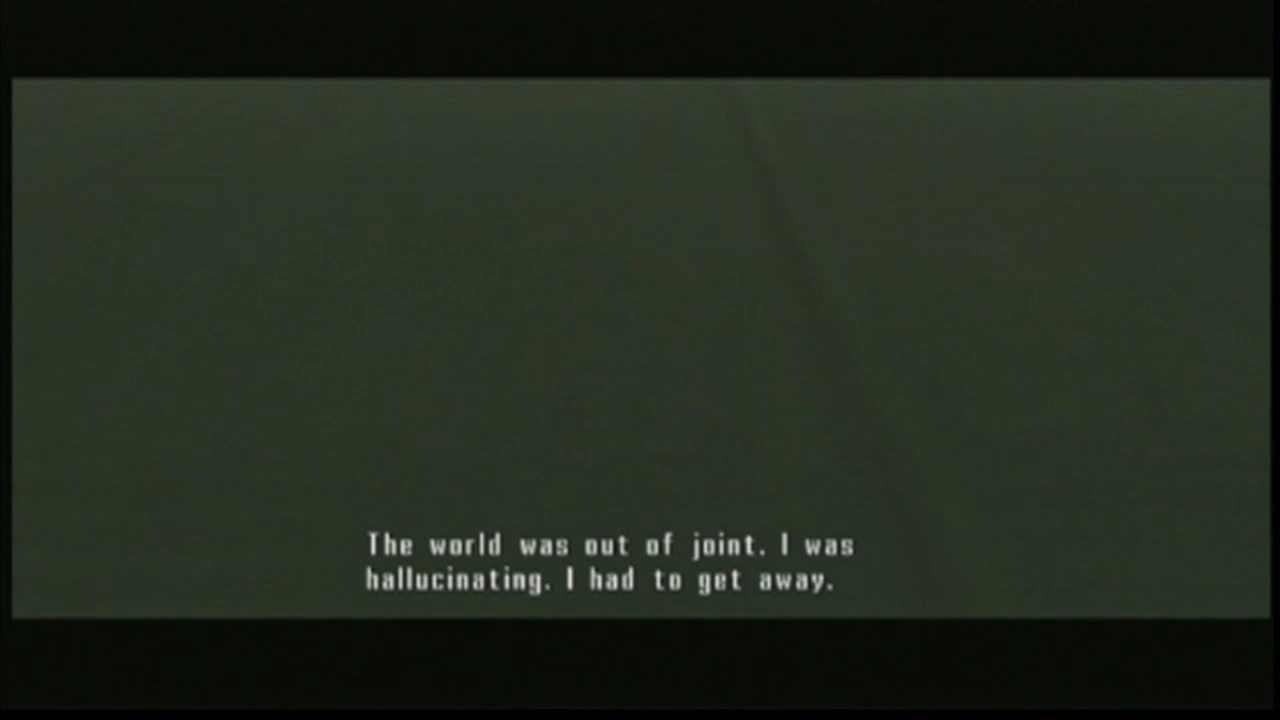 The world was out of joint. I was
hallucinating. I had to get away.